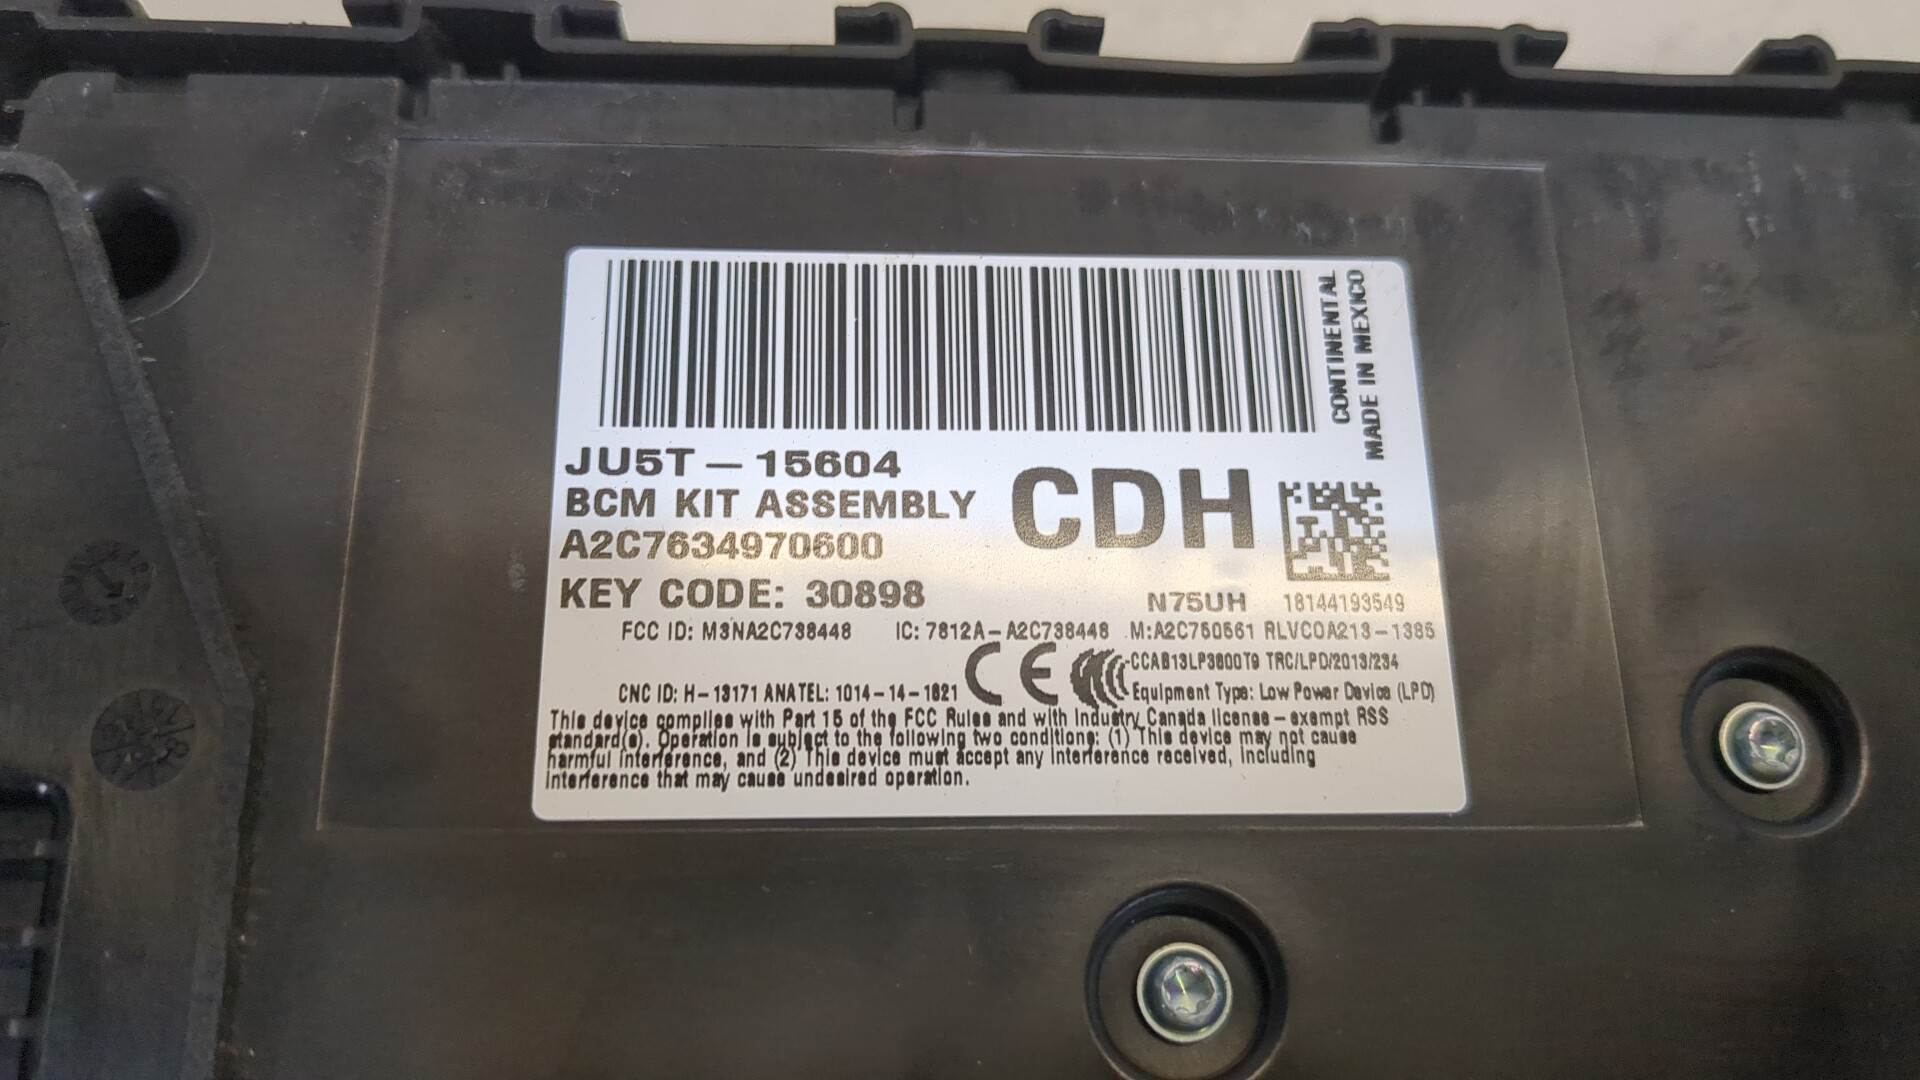 CONTINENTAL
MADE IN MEXICO
JU5T-15604
BCM KIT ASSEMBLY
CDH
A2C7634970600
KEY CODE: 30898
N75UH 18144193549
FCC ID: M3NA2C738448 IC: 7812A-A2C738448 M:A2C750561 RLVCOA213-1385
CCAB13LP3800T9 TRC/LPD/2013/234
CNC ID: H-13171 ANATEL: 1014-14-1821 CE Equipment Type: Low Power Device (LPD)
This device complies with Part 15 of the FCC Rules and with Industry Canada license-exempt RSS
standard(s). Operation is subject to the following two conditions: (1) This device may not cause
harmful interference, and (2) This device must accept any interference received, including
interference that may cause undesired operation.